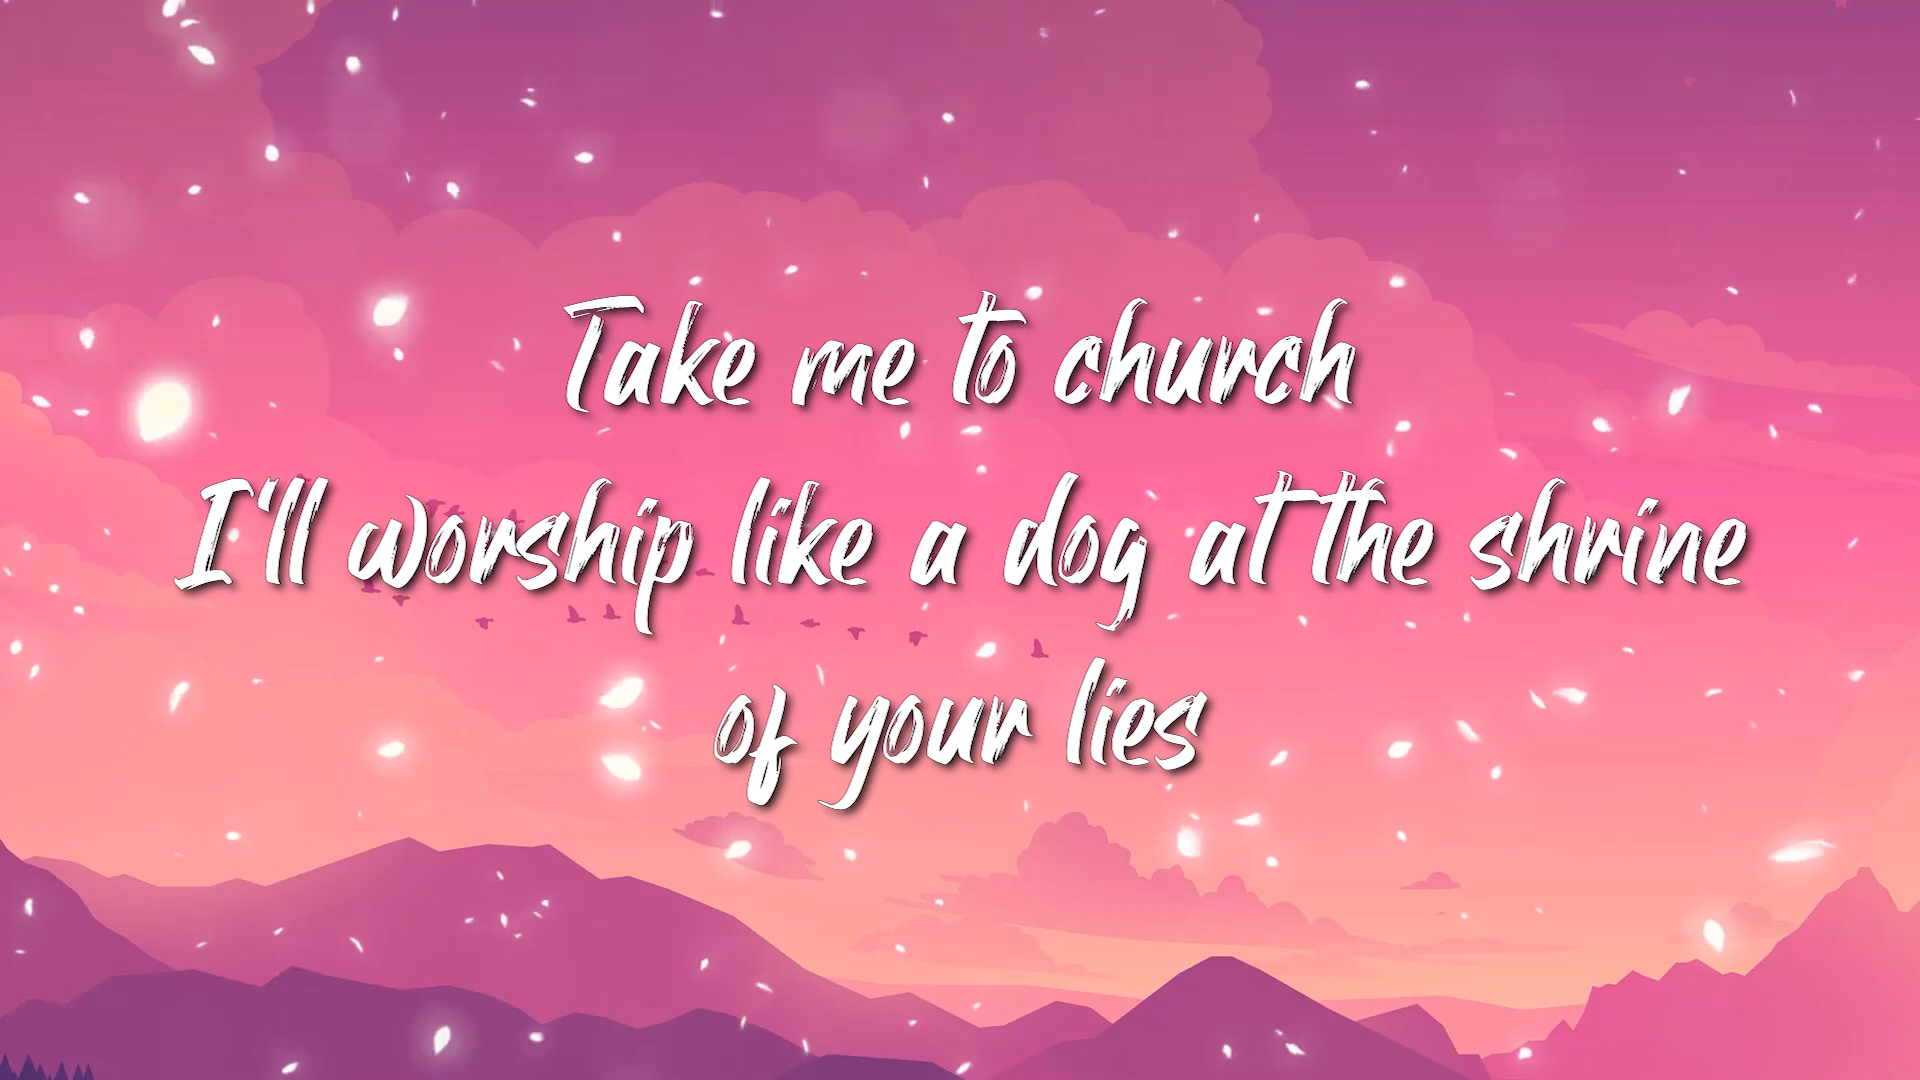 Take me to church
I'll worship like a dog at the shrine
of your lies